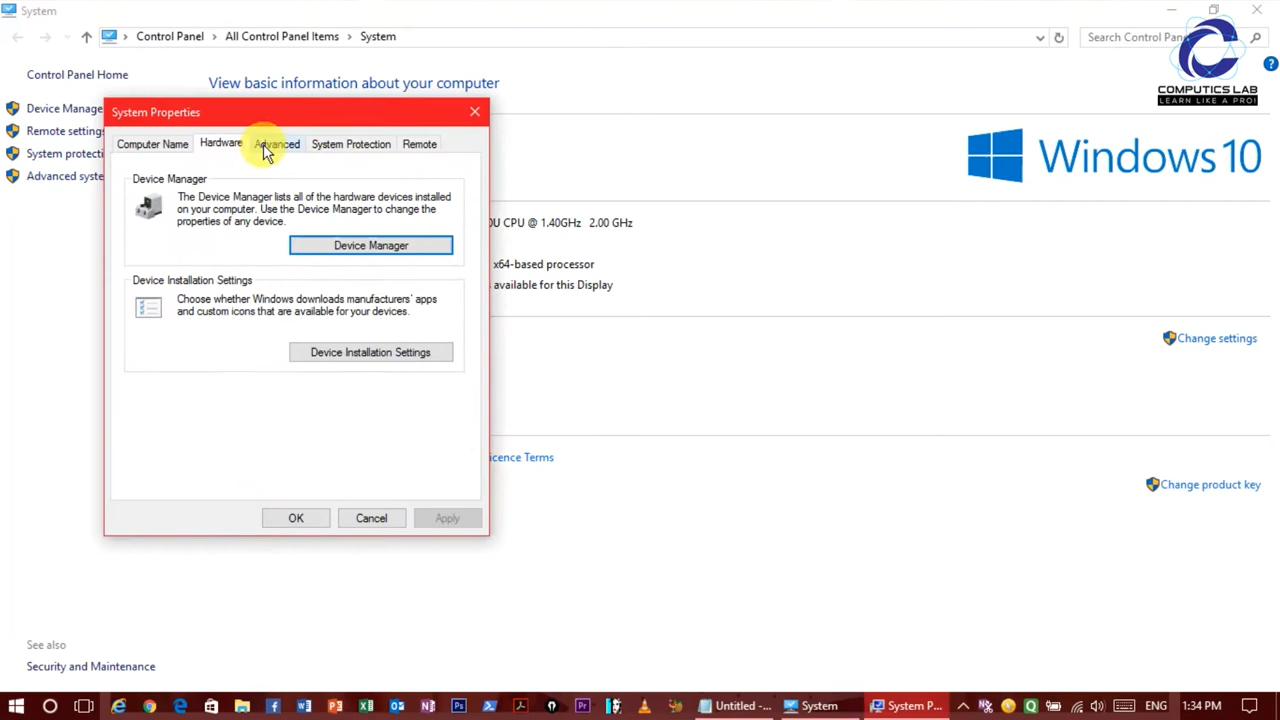 System
Control Panel > All Control Panel Items > System
Search Control Pan
COMPUTICS LAB
LEARN LIKE A PRO!
Control Panel Home
View basic information about your computer
Device Manage
Remote settings
System protecti
Advanced syste
System Properties
Computer Name
Hardware
Advanced
System Protection
Remote
Device Manager
The Device Manager lists all of the hardware devices installed
on your computer. Use the Device Manager to change the
properties of any device.
Device Manager
Device Installation Settings
Choose whether Windows downloads manufacturers' apps
and custom icons that are available for your devices.
Device Installation Settings
OK
Cancel
Apply
Windows 10
0U CPU @ 1.40GHz 2.00 GHz
x64-based processor
s available for this Display
Change settings
icence Terms
Change product key
See also
Security and Maintenance
Untitled -...
System
System P...
ENG
1:34 PM